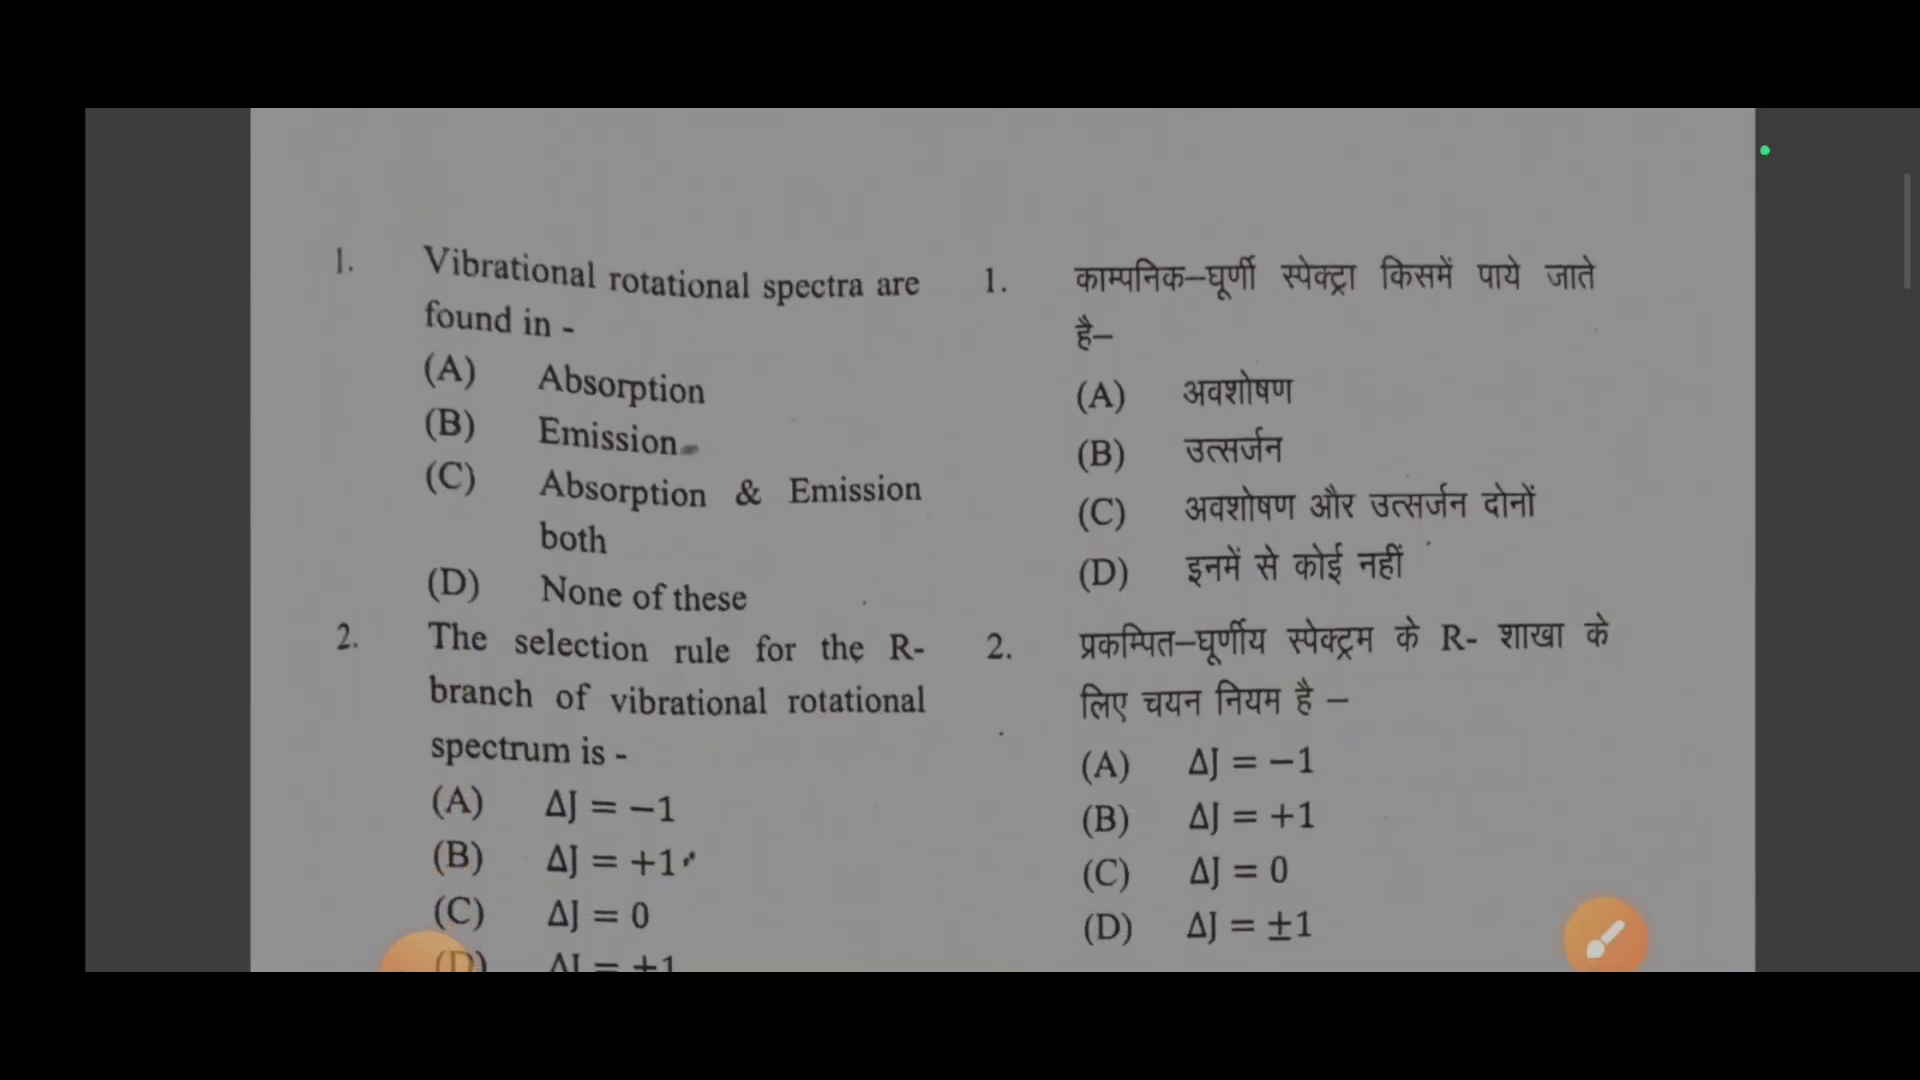 1. Vibrational rotational spectra are
found in -
(A) Absorption
(B) Emission
(C) Absorption & Emission
both
(D) None of these
2. The selection rule for the R-
branch of vibrational rotational
spectrum is -
(A) ΔJ = −1
(B) ΔJ = +1
(C) ΔJ = 0
(D)
1. काम्पनिक–घूर्णी स्पेक्ट्रा किसमें पाये जाते
है–
(A) अवशोषण
(B) उत्सर्जन
(C) अवशोषण और उत्सर्जन दोनों
(D) इनमें से कोई नहीं
2. प्रकम्पित–घूर्णीय स्पेक्ट्रम के R- शाखा के
लिए चयन नियम है –
(A) ΔJ = −1
(B) ΔJ = +1
(C) ΔJ = 0
(D) ΔJ = ±1